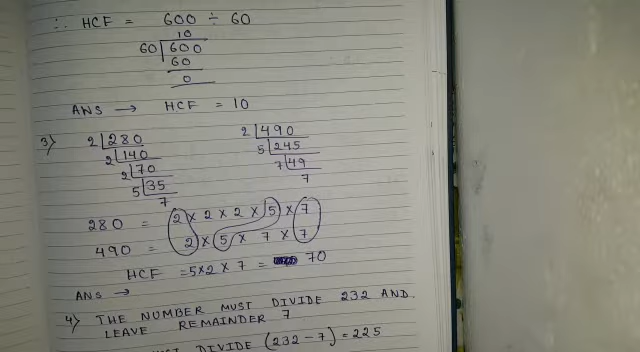 ∴ HCF = 600 ÷ 60
10
60 | 600
60
0
ANS → HCF = 10
3) 2 | 280   2 | 490
2 | 140   5 | 245
2 | 70   7 | 49
5 | 35   7
7
280 = 2 × 2 × 2 × 5 × 7
490 = 2 × 5 × 7 × 7
HCF = 5×2 × 7 = 70
ANS →
4) THE NUMBER MUST DIVIDE 232 AND
LEAVE REMAINDER 7
DIVIDE (232 - 7) = 225